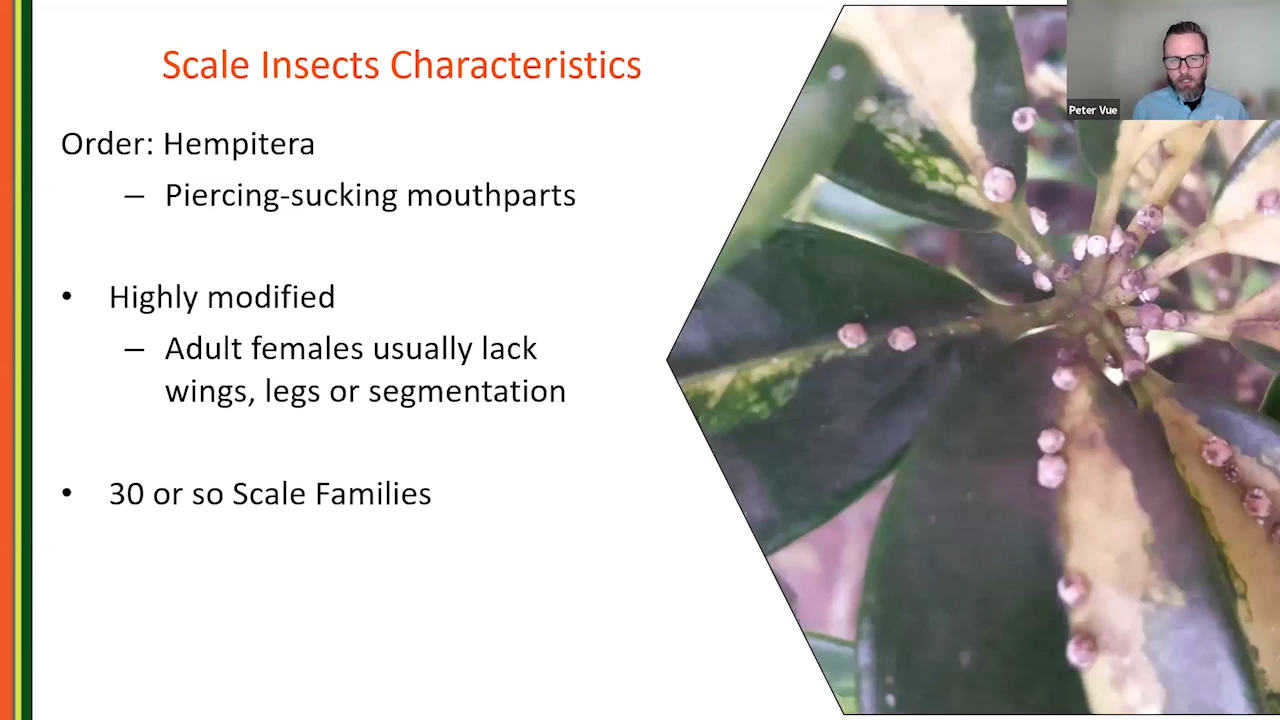 Scale Insects Characteristics
Peter Vue
Order: Hempitera
– Piercing-sucking mouthparts
• Highly modified
– Adult females usually lack
wings, legs or segmentation
• 30 or so Scale Families